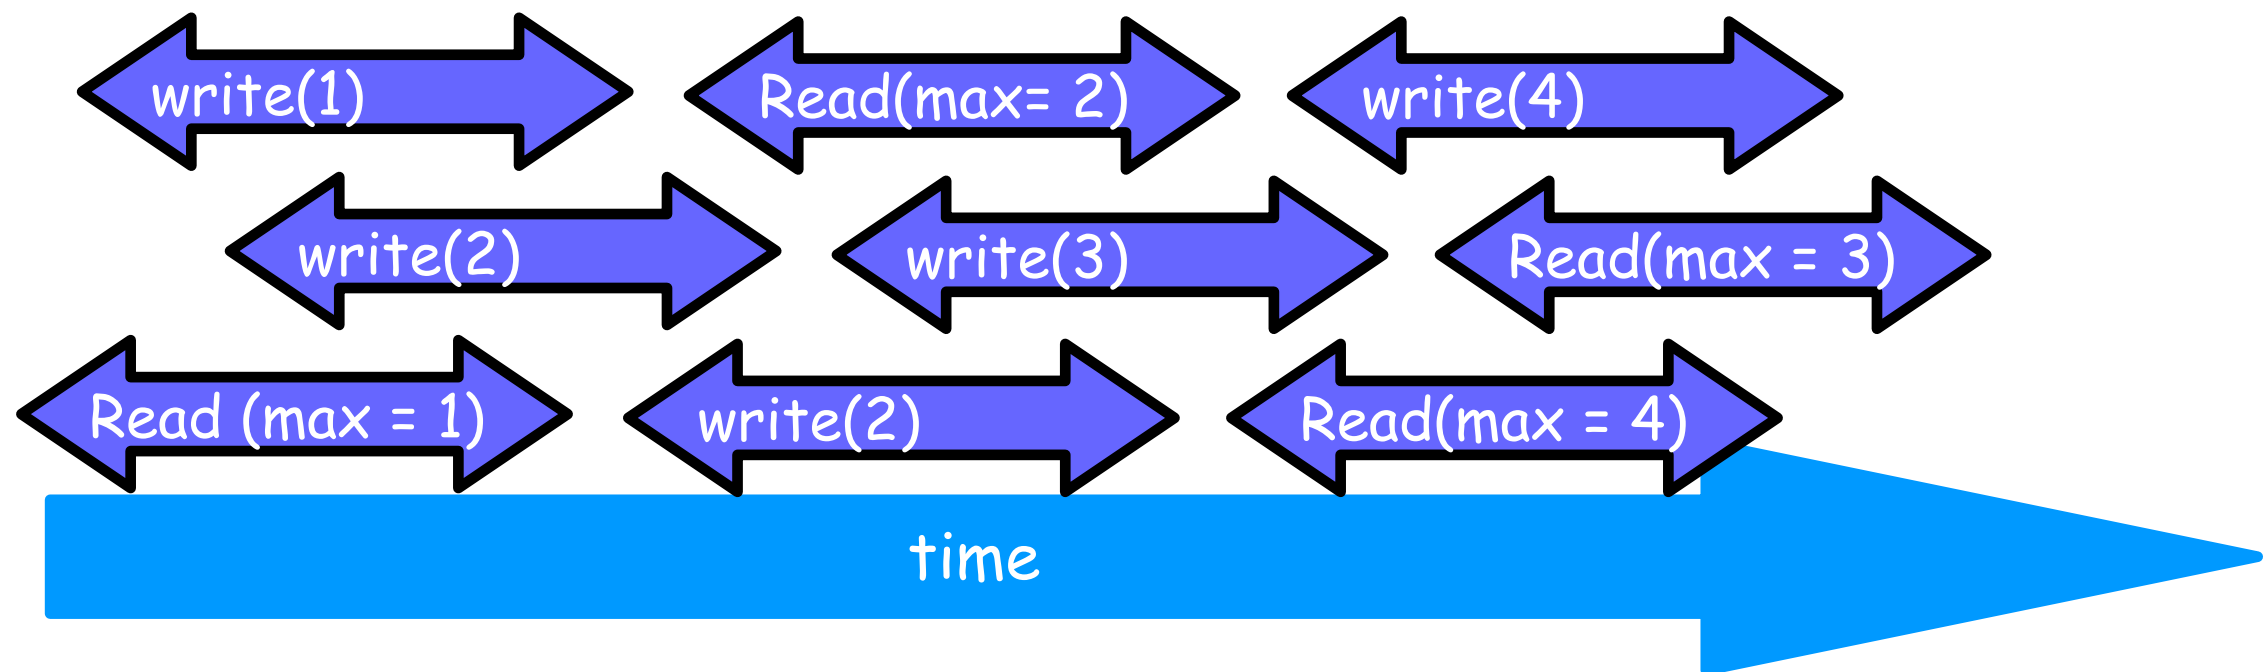 write(1)
Read(max= 2)
write(4)
write(2)
write(3)
Read(max = 3)
Read (max = 1)
write(2)
Read(max = 4)
time